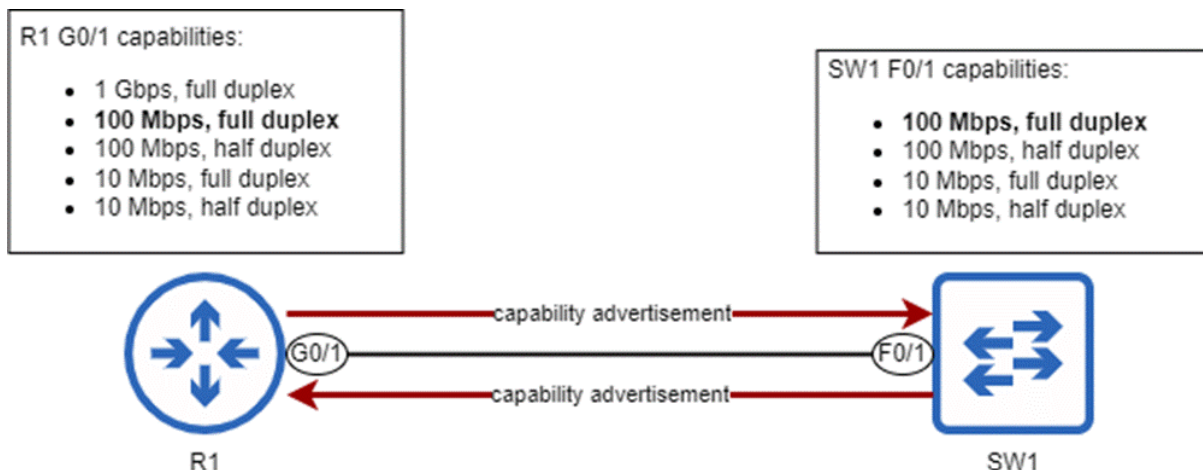 R1 G0/1 capabilities:
• 1 Gbps, full duplex
• 100 Mbps, full duplex
• 100 Mbps, half duplex
• 10 Mbps, full duplex
• 10 Mbps, half duplex
SW1 F0/1 capabilities:
• 100 Mbps, full duplex
• 100 Mbps, half duplex
• 10 Mbps, full duplex
• 10 Mbps, half duplex
capability advertisement
G0/1
F0/1
capability advertisement
R1
SW1